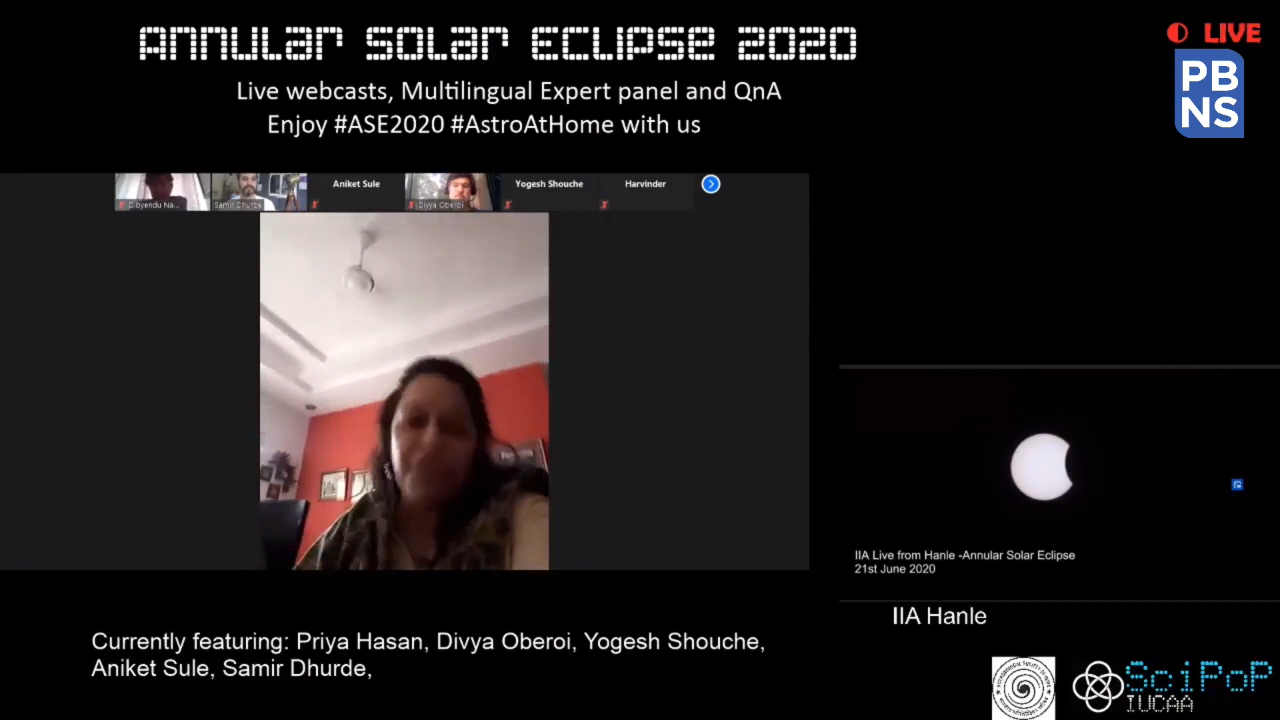 ANNULAR SOLAR ECLIPSE 2020
LIVE
PB
NS
Live webcasts, Multilingual Expert panel and QnA
Enjoy #ASE2020 #AstroAtHome with us
Aniket Sule
Yogesh Shouche
Harvinder
Dibyendu Na...
Samir Dhurde
Divya Oberoi
IIA Live from Hanle -Annular Solar Eclipse
21st June 2020
IIA Hanle
Currently featuring: Priya Hasan, Divya Oberoi, Yogesh Shouche,
Aniket Sule, Samir Dhurde,
SciPoP
IUCAA